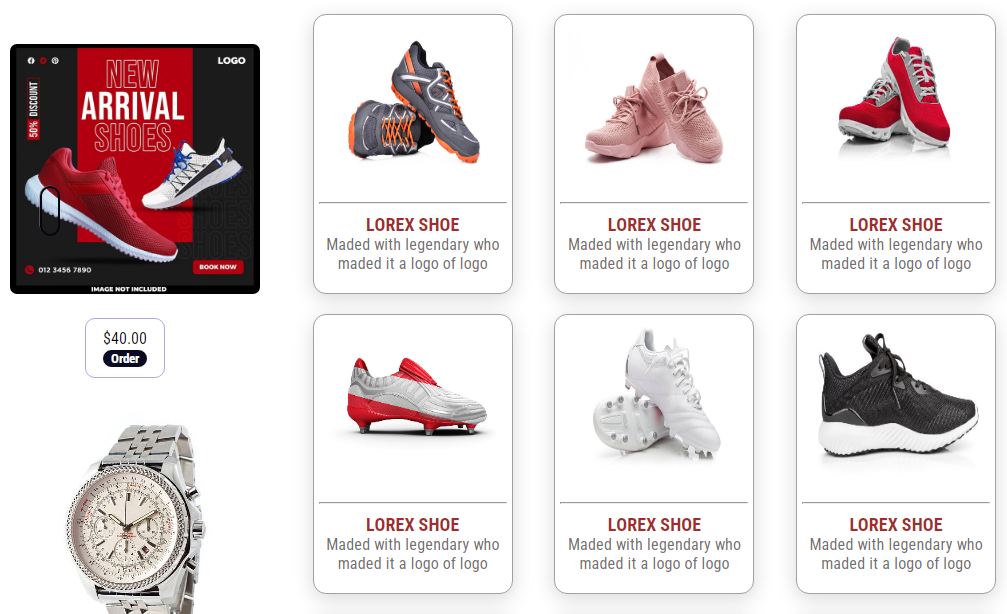 LOGO
NEW
ARRIVAL
SHOES
50% DISCOUNT
012 3456 7890
BOOK NOW
IMAGE NOT INCLUDED
$40.00
Order
LOREX SHOE
Maded with legendary who
maded it a logo of logo
LOREX SHOE
Maded with legendary who
maded it a logo of logo
LOREX SHOE
Maded with legendary who
maded it a logo of logo
LOREX SHOE
Maded with legendary who
maded it a logo of logo
LOREX SHOE
Maded with legendary who
maded it a logo of logo
LOREX SHOE
Maded with legendary who
maded it a logo of logo